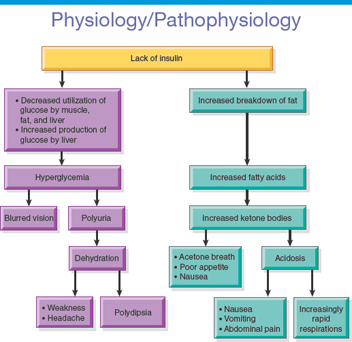 Physiology/Pathophysiology
Lack of insulin
• Decreased utilization of
glucose by muscle,
fat, and liver
• Increased production of
glucose by liver
Increased breakdown of fat
Hyperglycemia
Increased fatty acids
Blurred vision
Polyuria
Increased ketone bodies
Dehydration
• Acetone breath
• Poor appetite
• Nausea
Acidosis
• Weakness
• Headache
Polydipsia
• Nausea
• Vomiting
• Abdominal pain
Increasingly
rapid
respirations